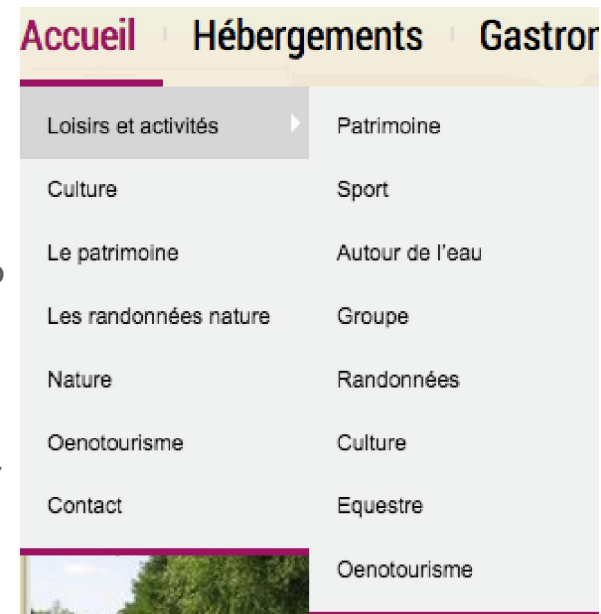 Accueil Hébergements Gastron
Loisirs et activités
Culture
Le patrimoine
Les randonnées nature
Nature
Oenotourisme
Contact
Patrimoine
Sport
Autour de l'eau
Groupe
Randonnées
Culture
Equestre
Oenotourisme